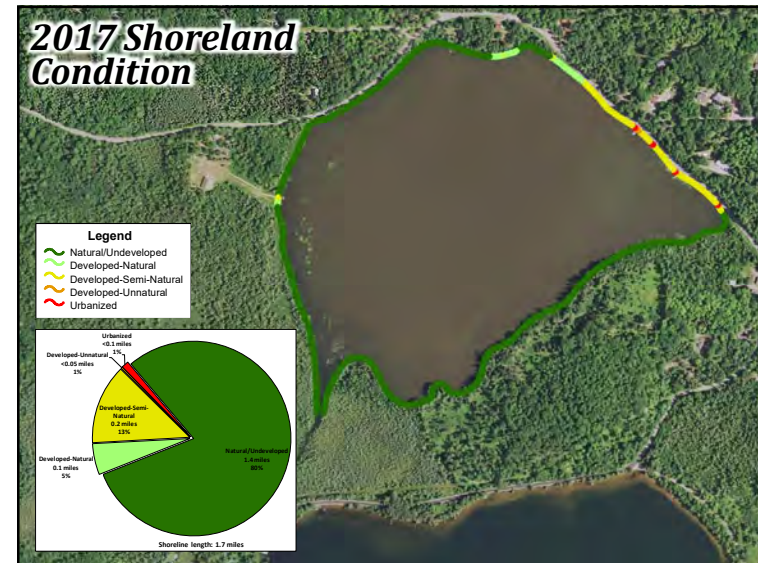 2017 Shoreland
Condition
Legend
Natural/Undeveloped
Developed-Natural
Developed-Semi-Natural
Developed-Unnatural
Urbanized
Urbanized
<0.1 miles
1%
Developed-Unnatural
<0.05 miles
1%
Developed-Semi-
Natural
0.2 miles
13%
Developed-Natural
0.1 miles
5%
Natural/Undeveloped
1.4 miles
80%
Shoreline length: 1.7 miles